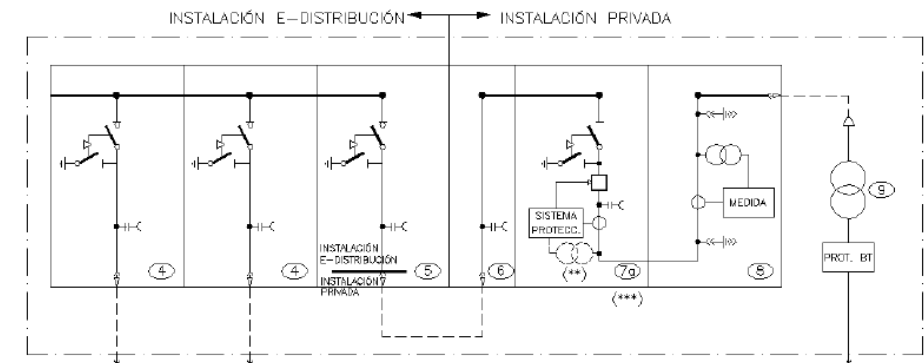 INSTALACIÓN E-DISTRIBUCIÓN
INSTALACIÓN PRIVADA
SISTEMA
PROTECC.
MEDIDA
9
PROT. BT
INSTALACIÓN
E-DISTRIBUCIÓN
INSTALACIÓN
PRIVADA
4
4
5
6
(**)
7a
8
(***)